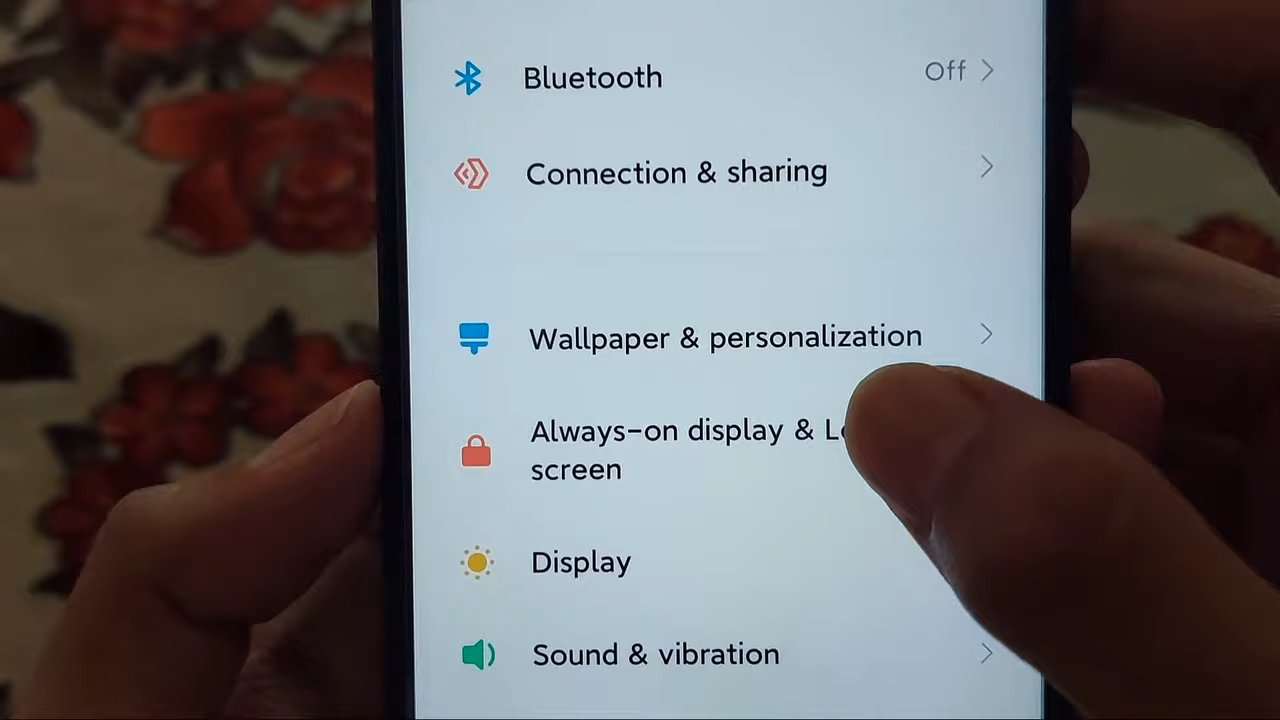 Bluetooth
Off
Connection & sharing
Wallpaper & personalization
Always-on display &
screen
Display
Sound & vibration